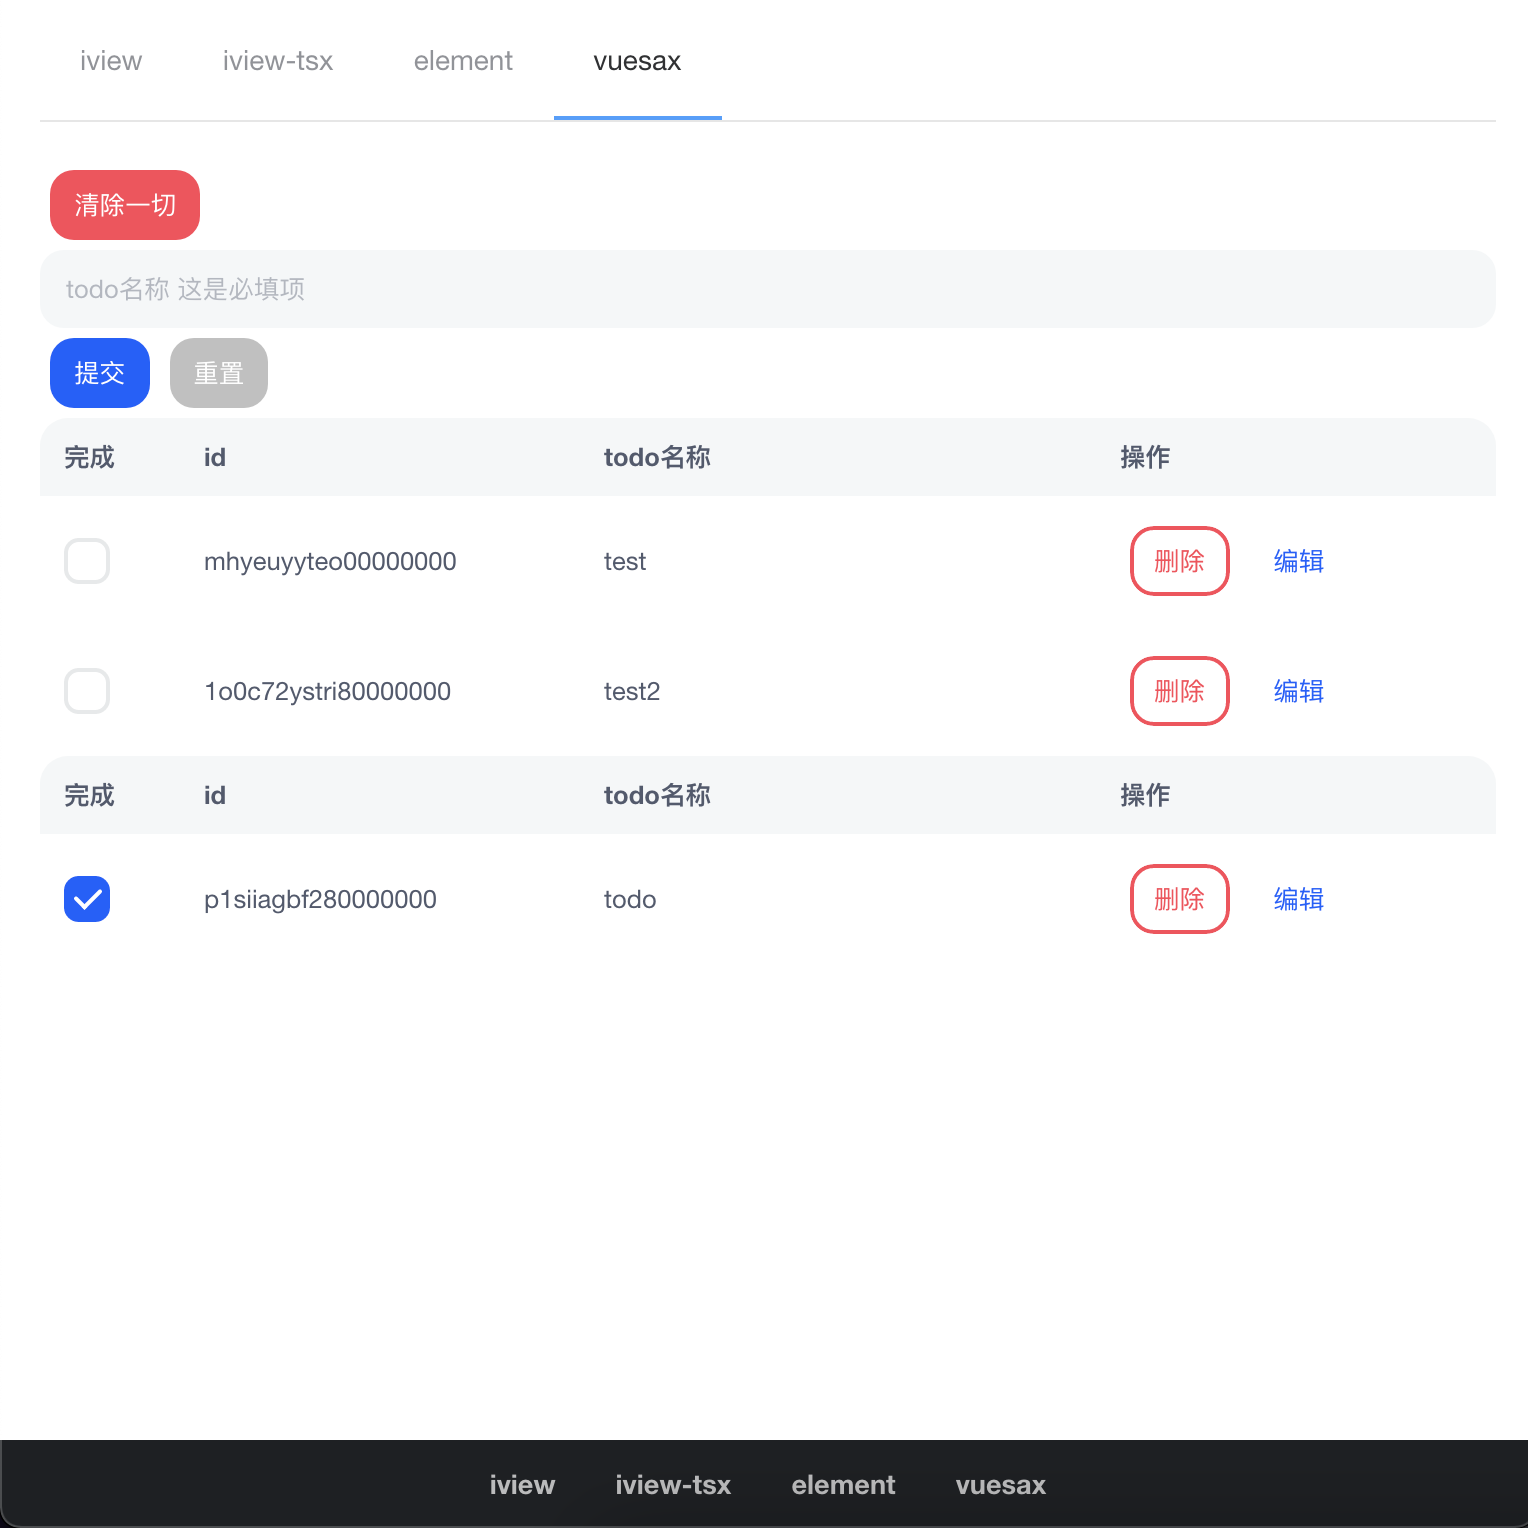 iview iview-tsx element vuesax
清除一切
todo名称 这是必填项
提交 重置
完成 id todo名称 操作
mhyeuyyteo00000000 test 删除 编辑
1o0c72ystri80000000 test2 删除 编辑
完成 id todo名称 操作
p1siiagbf280000000 todo 删除 编辑
iview iview-tsx element vuesax